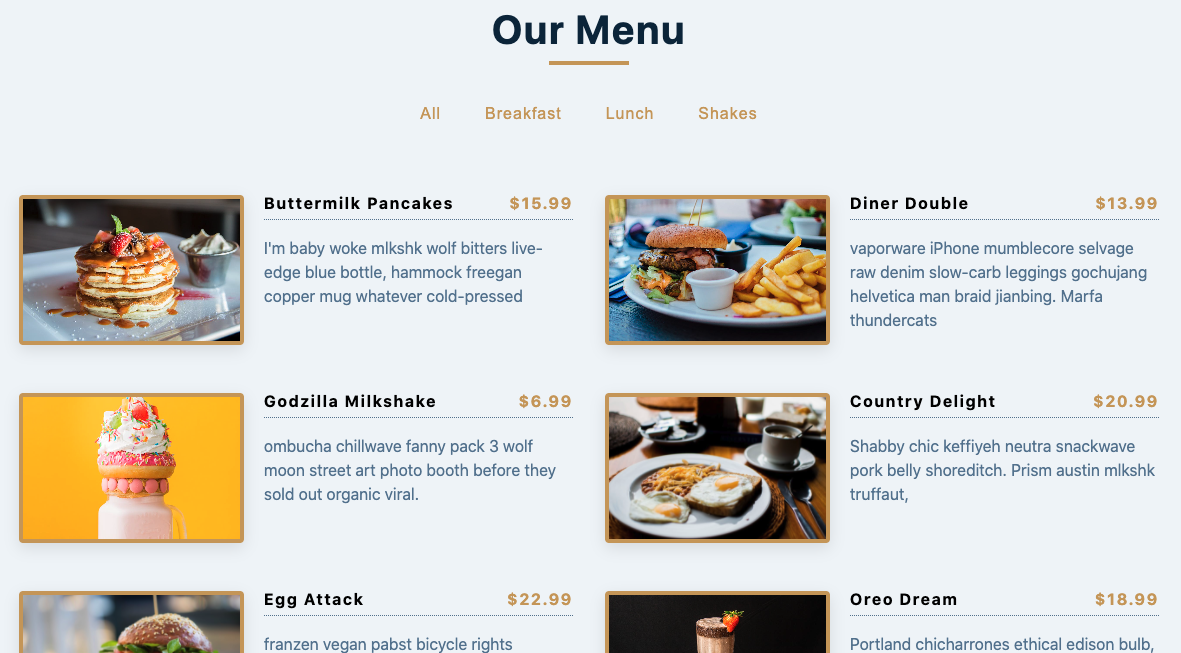 Our Menu
All Breakfast Lunch Shakes
Buttermilk Pancakes $15.99
I'm baby woke mlkshk wolf bitters live-
edge blue bottle, hammock freegan
copper mug whatever cold-pressed
Diner Double $13.99
vaporware iPhone mumblecore selvage
raw denim slow-carb leggings gochujang
helvetica man braid jianbing. Marfa
thundercats
Godzilla Milkshake $6.99
ombucha chillwave fanny pack 3 wolf
moon street art photo booth before they
sold out organic viral.
Country Delight $20.99
Shabby chic keffiyeh neutra snackwave
pork belly shoreditch. Prism austin mlkshk
truffaut,
Egg Attack $22.99
franzen vegan pabst bicycle rights
Oreo Dream $18.99
Portland chicharrones ethical edison bulb,